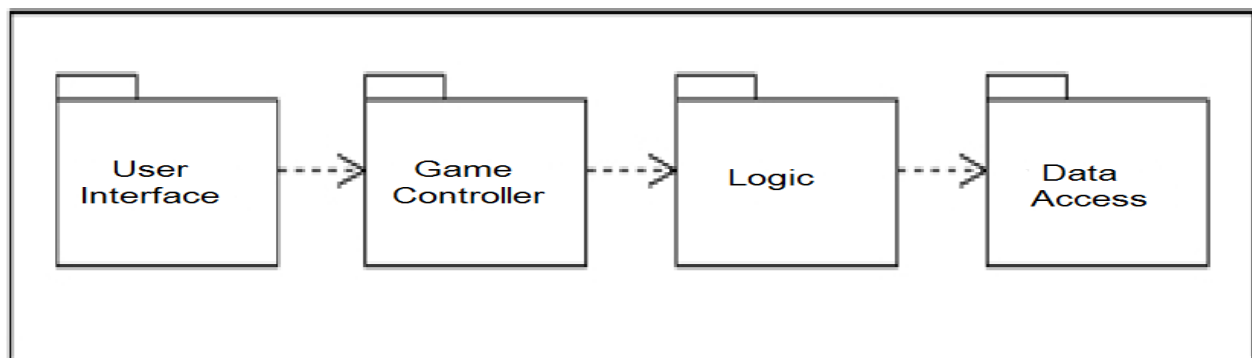 User
Interface
Game
Controller
Logic
Data
Access